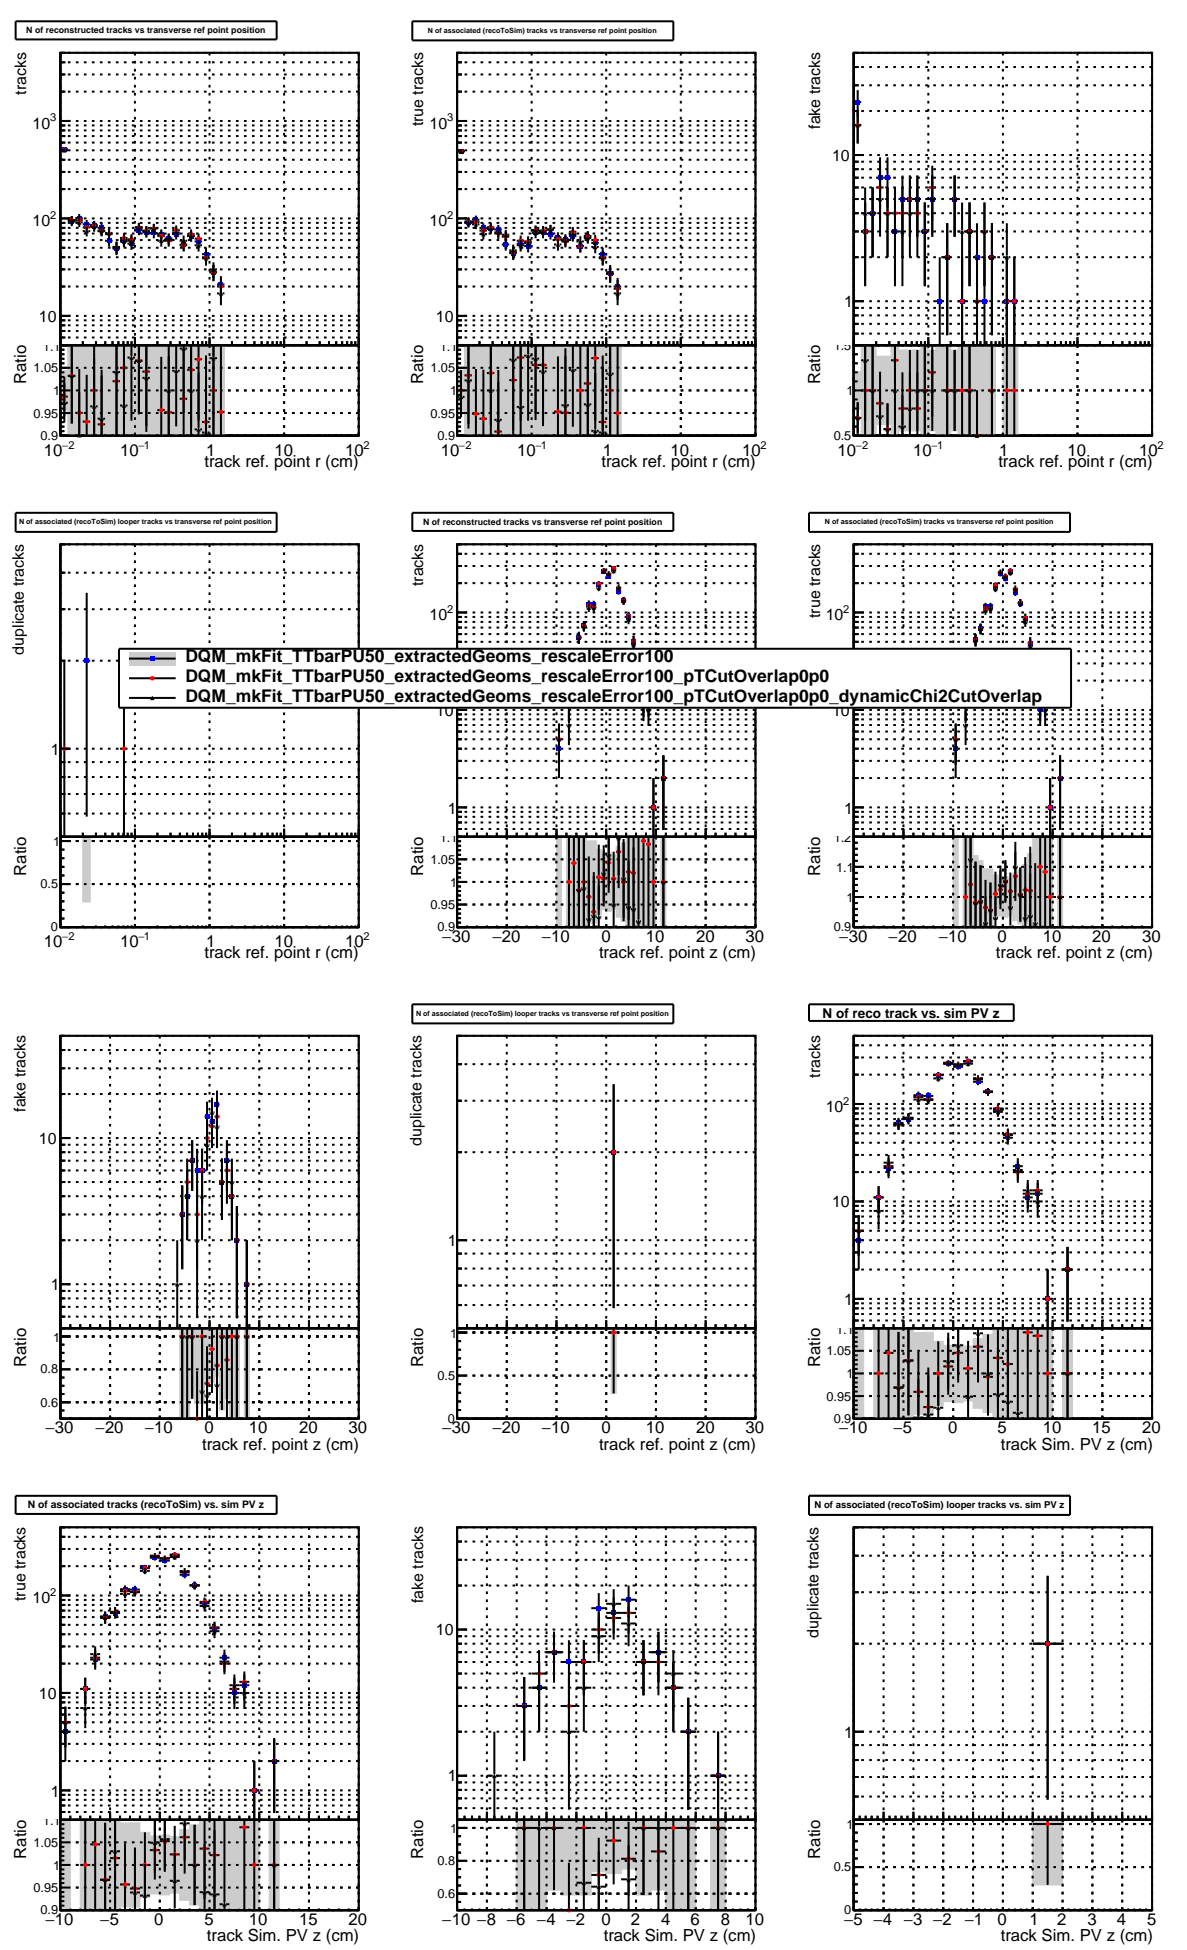 N of reconstructed tracks vs transverse ref point position
tracks
10³
10²
10
Ratio
1.1
1.05
1
0.95
0.9
10⁻² 10⁻¹ 1 10 10²
track ref. point r (cm)
N of associated (recoToSim) tracks vs transverse ref point position
true tracks
10³
10²
10
Ratio
1.1
1.05
1
0.95
0.9
10⁻² 10⁻¹ 1 10 10²
track ref. point r (cm)
fake tracks
10
1
Ratio
1.5
1
0.5
10⁻² 10⁻¹ 1 10 10²
track ref. point r (cm)
N of associated (recoToSim) looper tracks vs transverse ref point position
duplicate tracks
1
Ratio
1
0.5
0
10⁻² 10⁻¹ 1 10 10²
track ref. point r (cm)
N of reconstructed tracks vs transverse ref point position
tracks
10²
10
1
Ratio
1.1
1.05
1
0.95
0.9
−30 −20 −10 0 10 20 30
track ref. point z (cm)
N of associated (recoToSim) tracks vs transverse ref point position
true tracks
10²
10
1
Ratio
1.2
1.1
1
0.9
−30 −20 −10 0 10 20 30
track ref. point z (cm)
DQM_mkFit_TTbarPU50_extractedGeoms_rescaleError100
DQM_mkFit_TTbarPU50_extractedGeoms_rescaleError100_pTCutOverlap0p0
DQM_mkFit_TTbarPU50_extractedGeoms_rescaleError100_pTCutOverlap0p0_dynamicChi2CutOverlap
fake tracks
10
1
Ratio
1
0.8
0.6
−30 −20 −10 0 10 20 30
track ref. point z (cm)
N of associated (recoToSim) looper tracks vs transverse ref point position
duplicate tracks
1
Ratio
1
0.5
0
−30 −20 −10 0 10 20 30
track ref. point z (cm)
N of reco track vs. sim PV z
tracks
10²
10
1
Ratio
1.1
1.05
1
0.95
0.9
−10 −5 0 5 10 15 20
track Sim. PV z (cm)
N of associated tracks (recoToSim) vs. sim PV z
true tracks
10²
10
1
Ratio
1.1
1.05
1
0.95
0.9
−10 −5 0 5 10 15 20
track Sim. PV z (cm)
fake tracks
10
1
Ratio
1
0.8
0.6
−10 −8 −6 −4 −2 0 2 4 6 8 10
track Sim. PV z (cm)
N of associated (recoToSim) looper tracks vs. sim PV z
duplicate tracks
1
Ratio
1
0.5
0
−5 −4 −3 −2 −1 0 1 2 3 4 5
track Sim. PV z (cm)